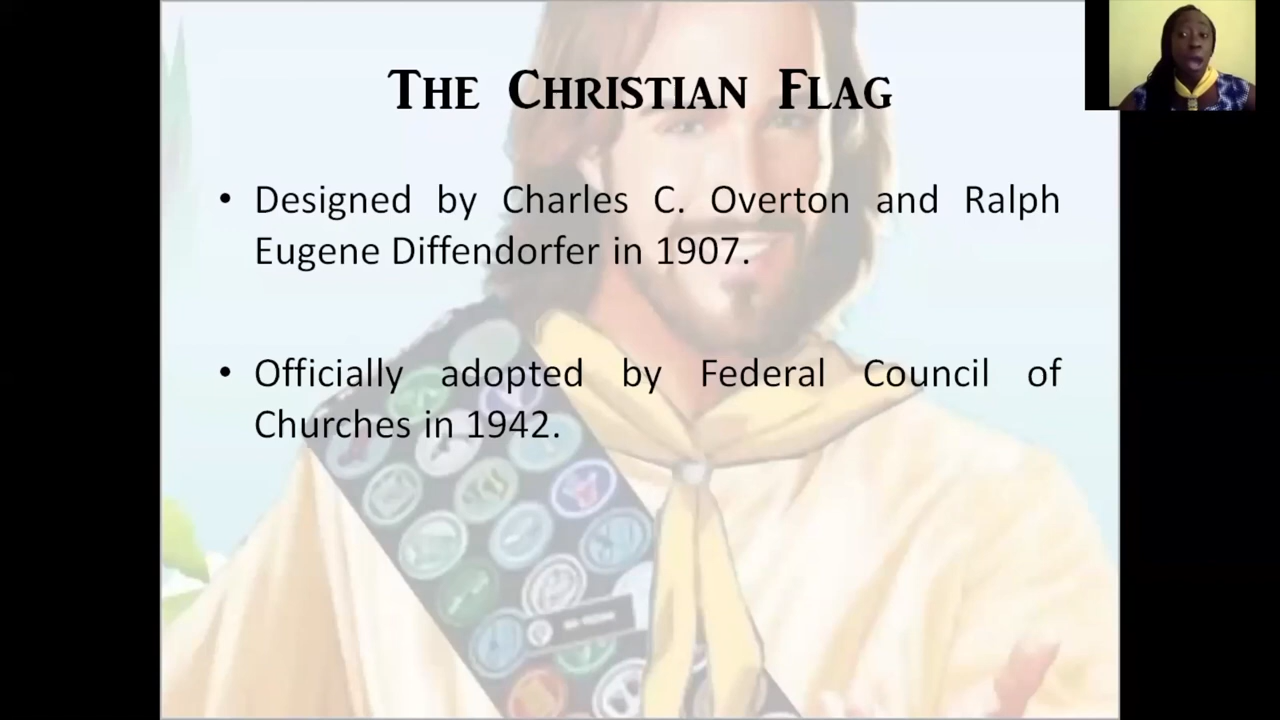 The Christian Flag
• Designed by Charles C. Overton and Ralph
Eugene Diffendorfer in 1907.
• Officially adopted by Federal Council of
Churches in 1942.